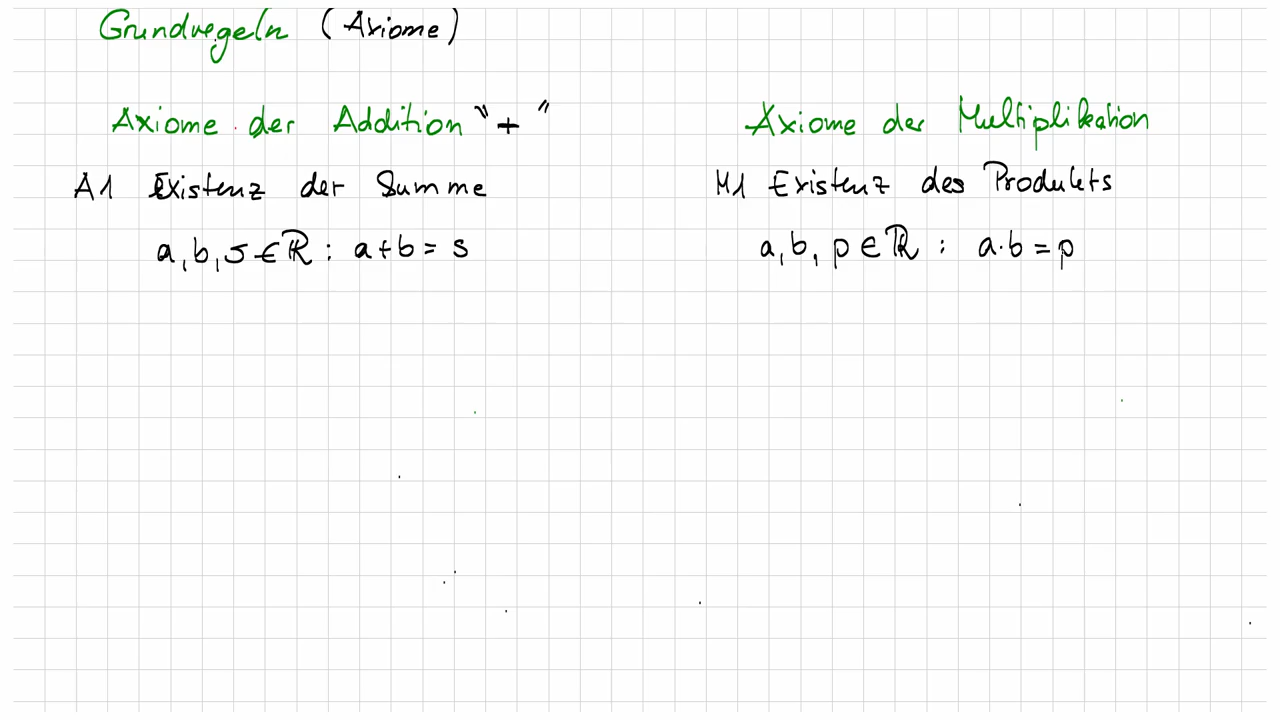 Grundregeln (Axiome)
Axiome der Addition "+"
A1 Existenz der Summe
a, b, s ∈ ℝ : a + b = s
Axiome der Multiplikation
M1 Existenz des Produkts
a, b, p ∈ ℝ : a · b = p